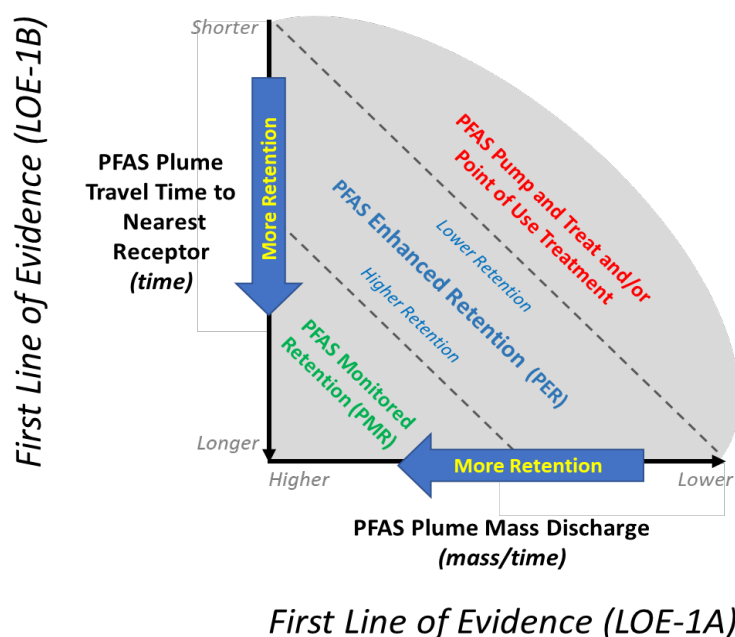 First Line of Evidence (LOE-1B)
Shorter
PFAS Plume
Travel Time to
Nearest
Receptor
(time)
More Retention
PFAS Pump and Treat and/or
Point of Use Treatment
Lower Retention
PFAS Enhanced Retention (PER)
Higher Retention
PFAS Monitored
Retention (PMR)
Longer
More Retention
Higher
Lower
PFAS Plume Mass Discharge
(mass/time)
First Line of Evidence (LOE-1A)